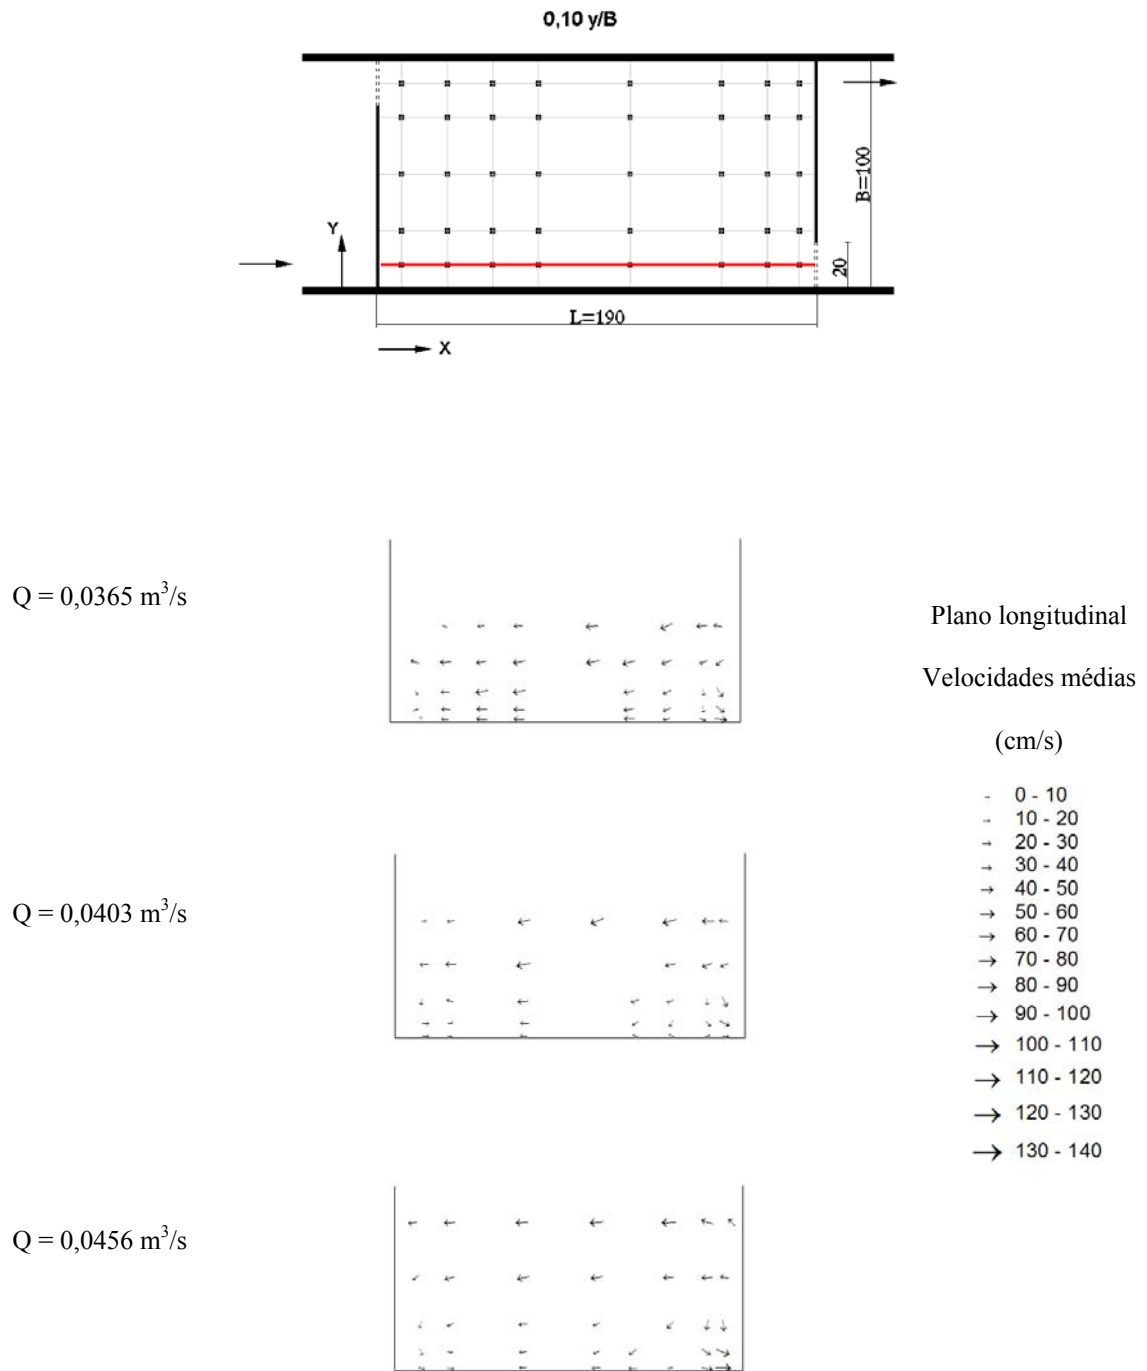 0,10 y/B
Y
B=100
20
L=190
X
Q = 0,0365 m³/s
Plano longitudinal
Velocidades médias
(cm/s)
0 - 10
10 - 20
20 - 30
30 - 40
40 - 50
50 - 60
60 - 70
70 - 80
80 - 90
90 - 100
100 - 110
110 - 120
120 - 130
130 - 140
Q = 0,0403 m³/s
Q = 0,0456 m³/s